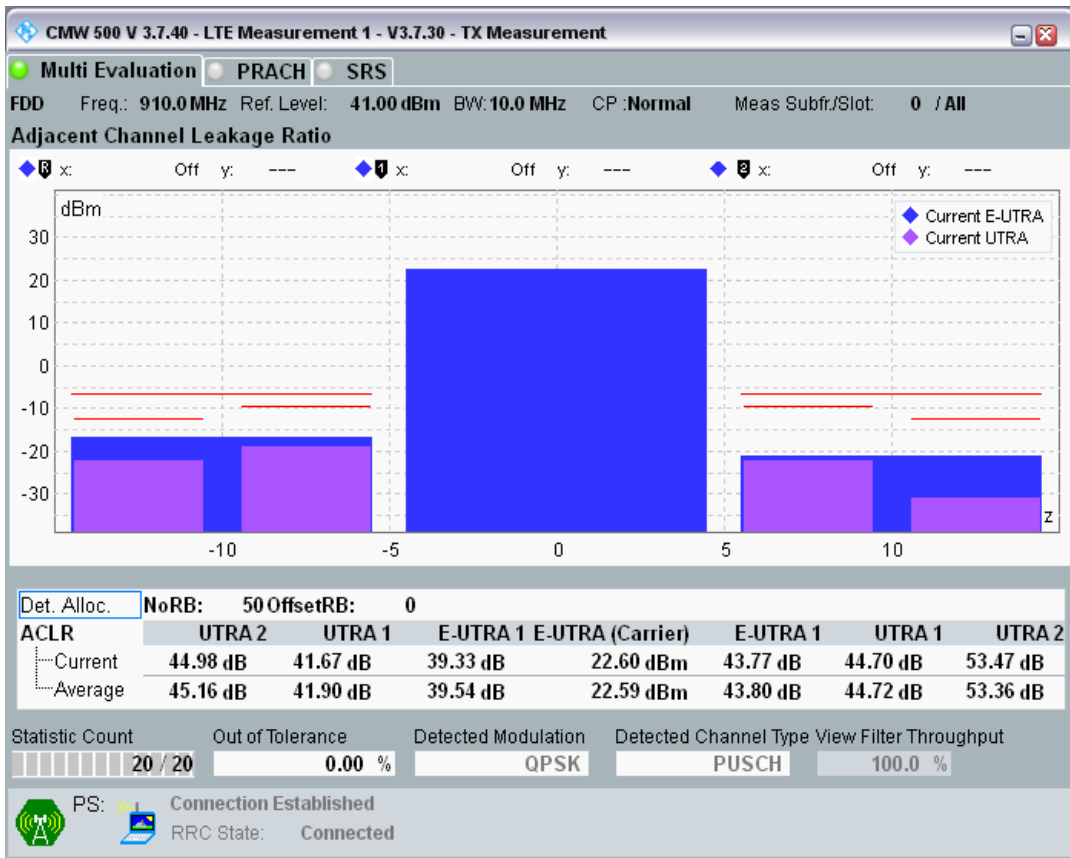 CMW 500 V 3.7.40 - LTE Measurement 1 - V3.7.30 - TX Measurement
Multi Evaluation PRACH SRS
FDD Freq.: 910.0 MHz Ref. Level: 41.00 dBm BW: 10.0 MHz CP :Normal Meas Subfr./Slot: 0 / All
Adjacent Channel Leakage Ratio
R x: Off y: --- 1 x: Off y: --- 2 x: Off y: ---
dBm
Current E-UTRA
Current UTRA
30
20
10
0
-10
-20
-30
z
-10 -5 0 5 10
Det. Alloc. NoRB: 50 OffsetRB: 0
ACLR UTRA 2 UTRA 1 E-UTRA 1 E-UTRA (Carrier) E-UTRA 1 UTRA 1 UTRA 2
Current 44.98 dB 41.67 dB 39.33 dB 22.60 dBm 43.77 dB 44.70 dB 53.47 dB
Average 45.16 dB 41.90 dB 39.54 dB 22.59 dBm 43.80 dB 44.72 dB 53.36 dB
Statistic Count Out of Tolerance Detected Modulation Detected Channel Type View Filter Throughput
20 / 20 0.00 % QPSK PUSCH 100.0 %
PS: Connection Established
RRC State: Connected